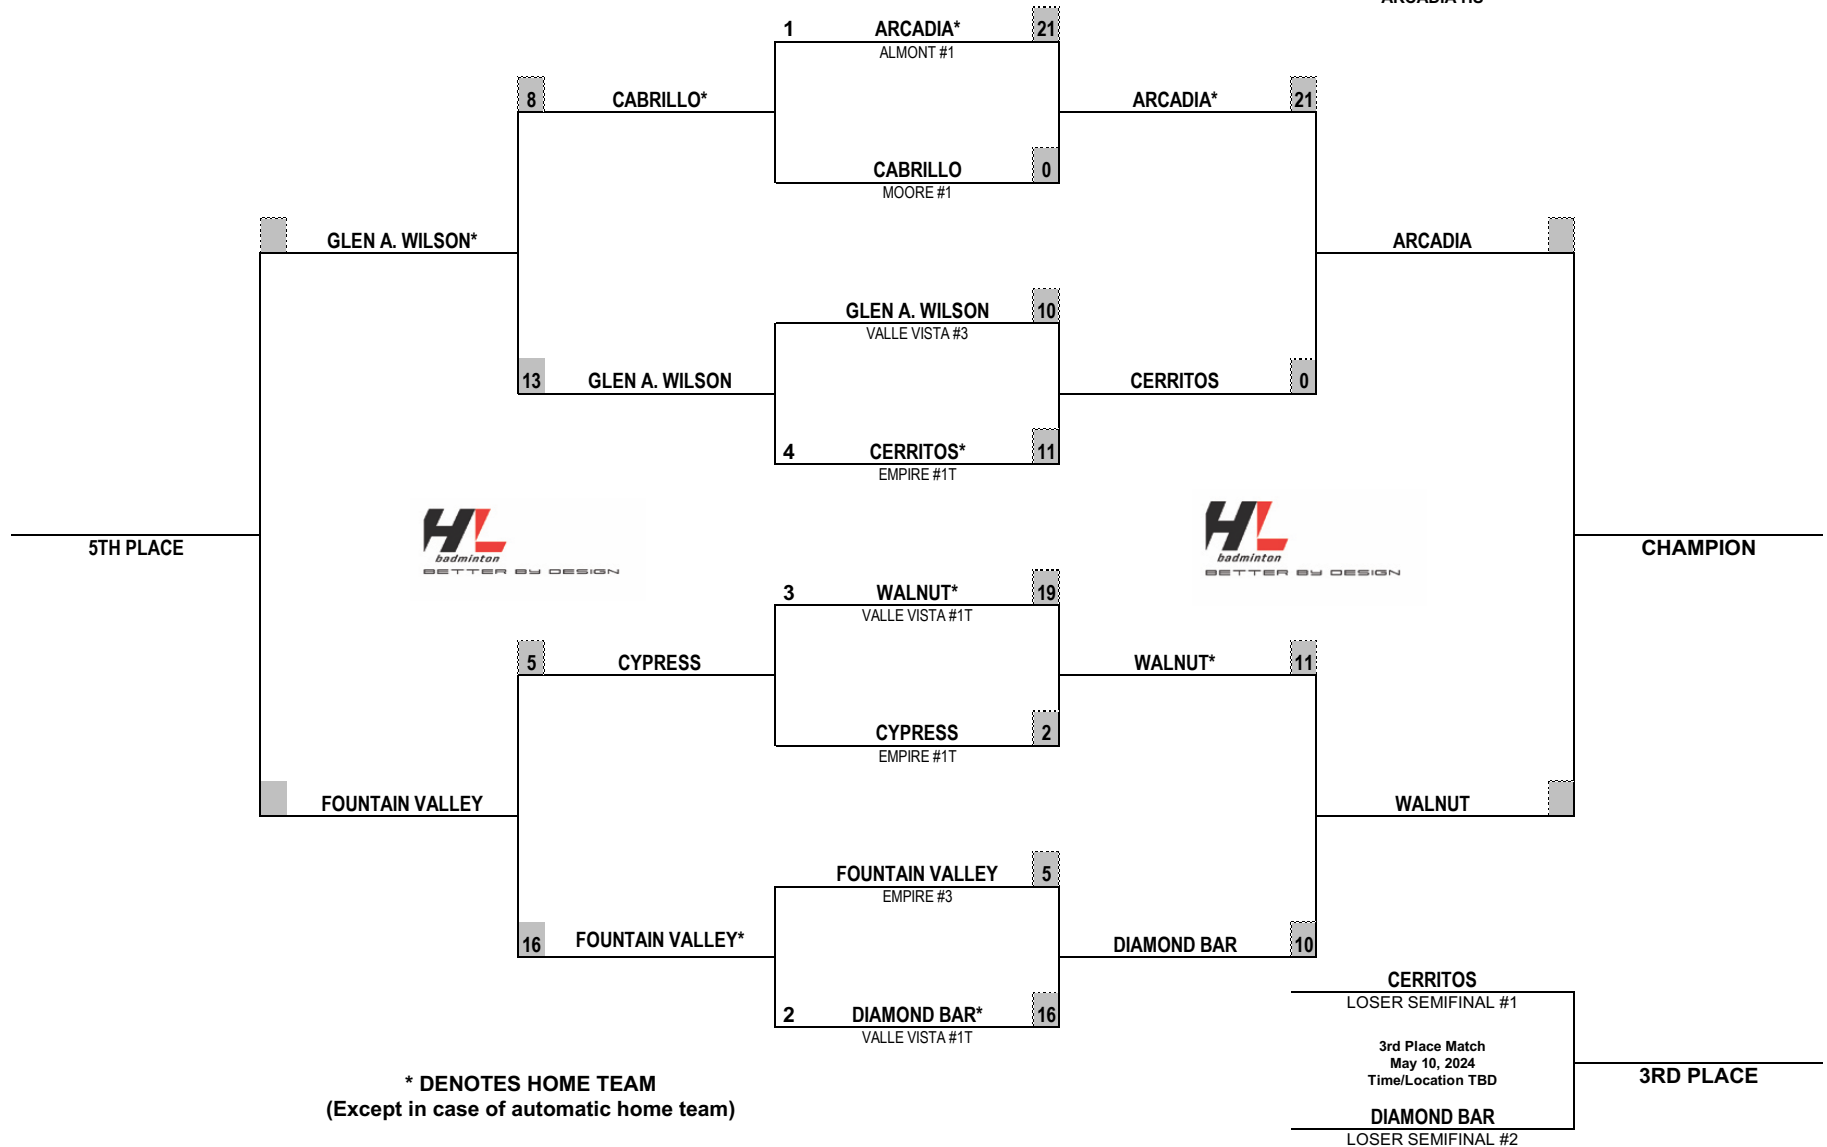 1 ARCADIA* 21
ALMONT #1
8 CABRILLO*
ARCADIA* 21
CABRILLO 0
MOORE #1
GLEN A. WILSON*
ARCADIA
GLEN A. WILSON 10
VALLE VISTA #3
13 GLEN A. WILSON
CERRITOS 0
4 CERRITOS* 11
EMPIRE #1T
HL
badminton
BETTER BY DESIGN
HL
badminton
BETTER BY DESIGN
5TH PLACE
CHAMPION
3 WALNUT* 19
VALLE VISTA #1T
5 CYPRESS
WALNUT* 11
CYPRESS 2
EMPIRE #1T
FOUNTAIN VALLEY
WALNUT
FOUNTAIN VALLEY 5
EMPIRE #3
16 FOUNTAIN VALLEY*
DIAMOND BAR 10
2 DIAMOND BAR* 16
VALLE VISTA #1T
CERRITOS
LOSER SEMIFINAL #1
3rd Place Match
May 10, 2024
Time/Location TBD
3RD PLACE
DIAMOND BAR
LOSER SEMIFINAL #2
* DENOTES HOME TEAM
(Except in case of automatic home team)